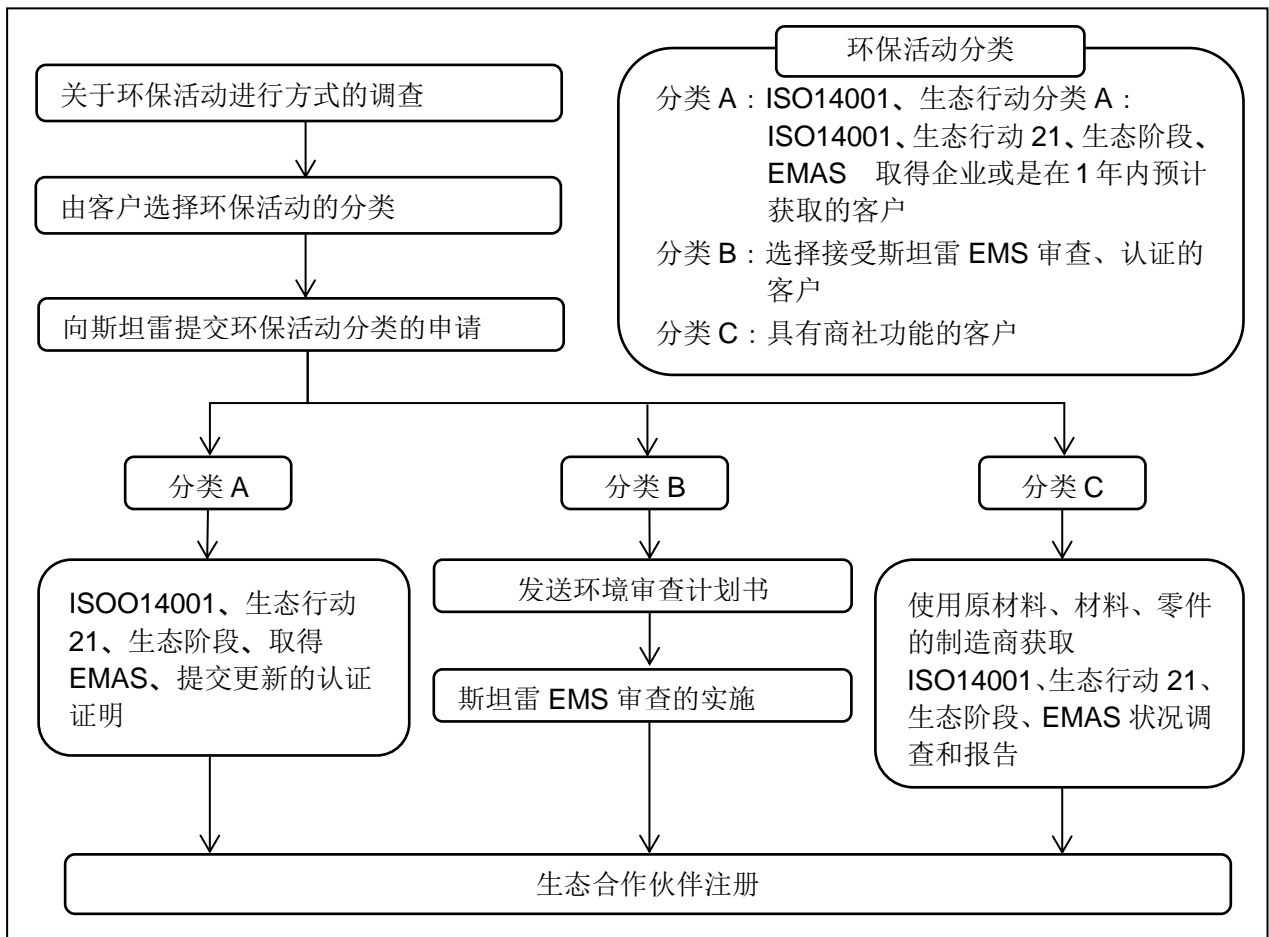 环保活动分类
关于环保活动进行方式的调查
由客户选择环保活动的分类
向斯坦雷提交环保活动分类的申请
分类 A：ISO14001、生态行动分类 A：
ISO14001、生态行动 21、生态阶段、
EMAS 取得企业或是在 1 年内预计
获取的客户
分类 B：选择接受斯坦雷 EMS 审查、认证的
客户
分类 C：具有商社功能的客户
分类 A
分类 B
分类 C
ISOO14001、生态行动
21、生态阶段、取得
EMAS、提交更新的认证
证明
发送环境审查计划书
斯坦雷 EMS 审查的实施
使用原材料、材料、零件
的制造商获取
ISO14001、生态行动 21、
生态阶段、EMAS 状况调
查和报告
生态合作伙伴注册